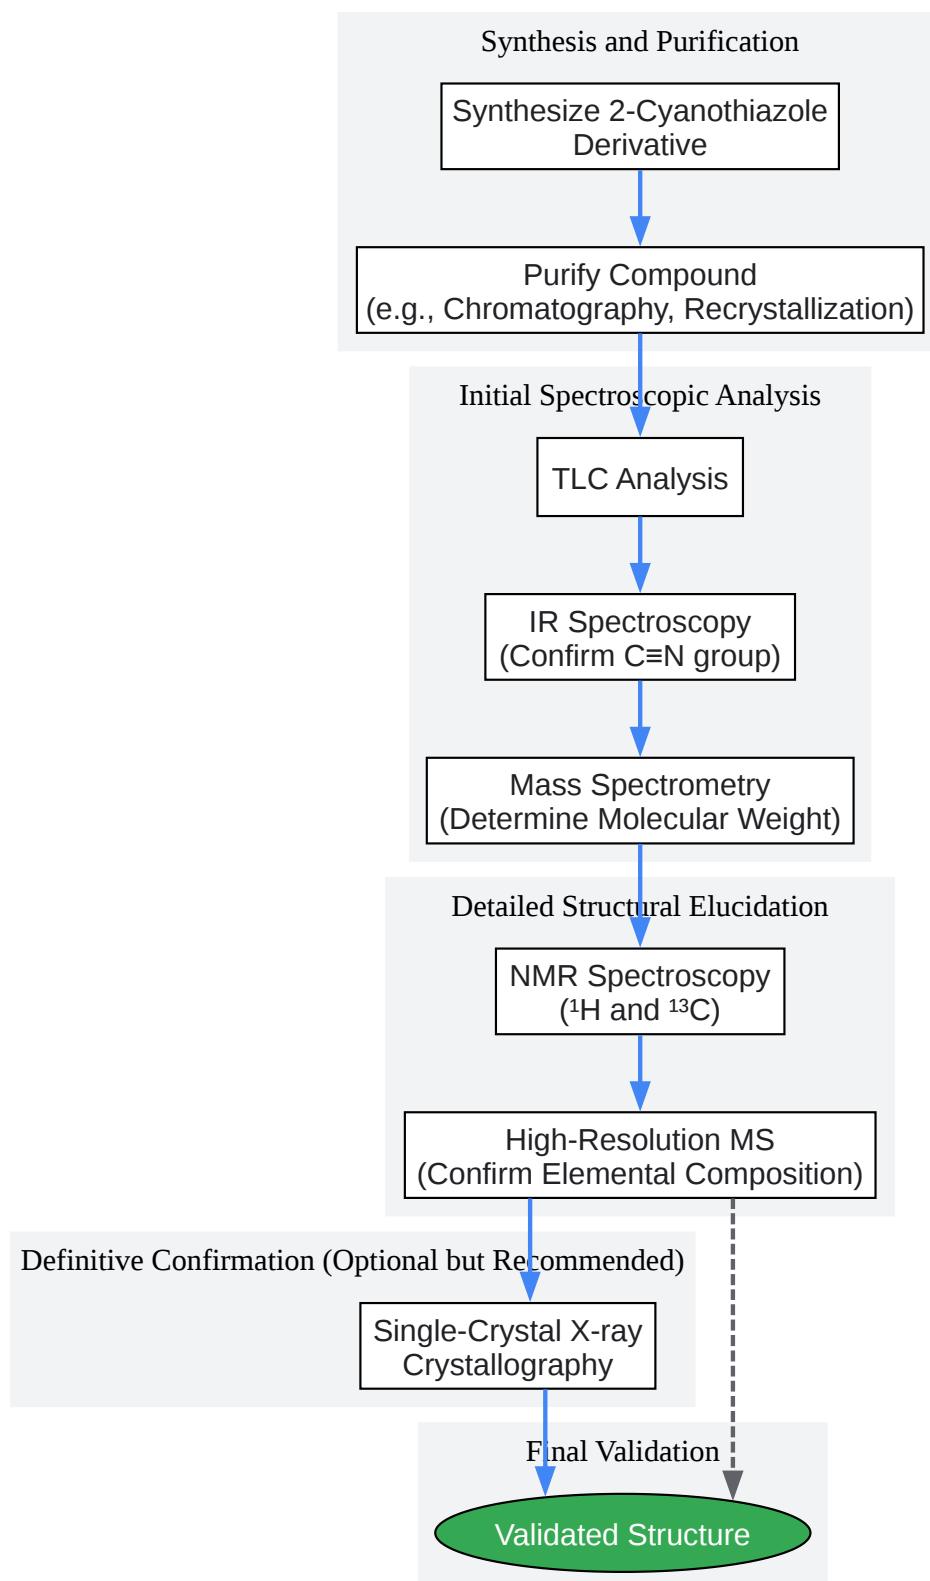 Synthesis and Purification
Synthesize 2-Cyanothiazole
Derivative
Purify Compound
(e.g., Chromatography, Recrystallization)
Initial Spectroscopic Analysis
TLC Analysis
IR Spectroscopy
(Confirm C≡N group)
Mass Spectrometry
(Determine Molecular Weight)
Detailed Structural Elucidation
NMR Spectroscopy
(¹H and ¹³C)
High-Resolution MS
(Confirm Elemental Composition)
Definitive Confirmation (Optional but Recommended)
Single-Crystal X-ray
Crystallography
Final Validation
Validated Structure